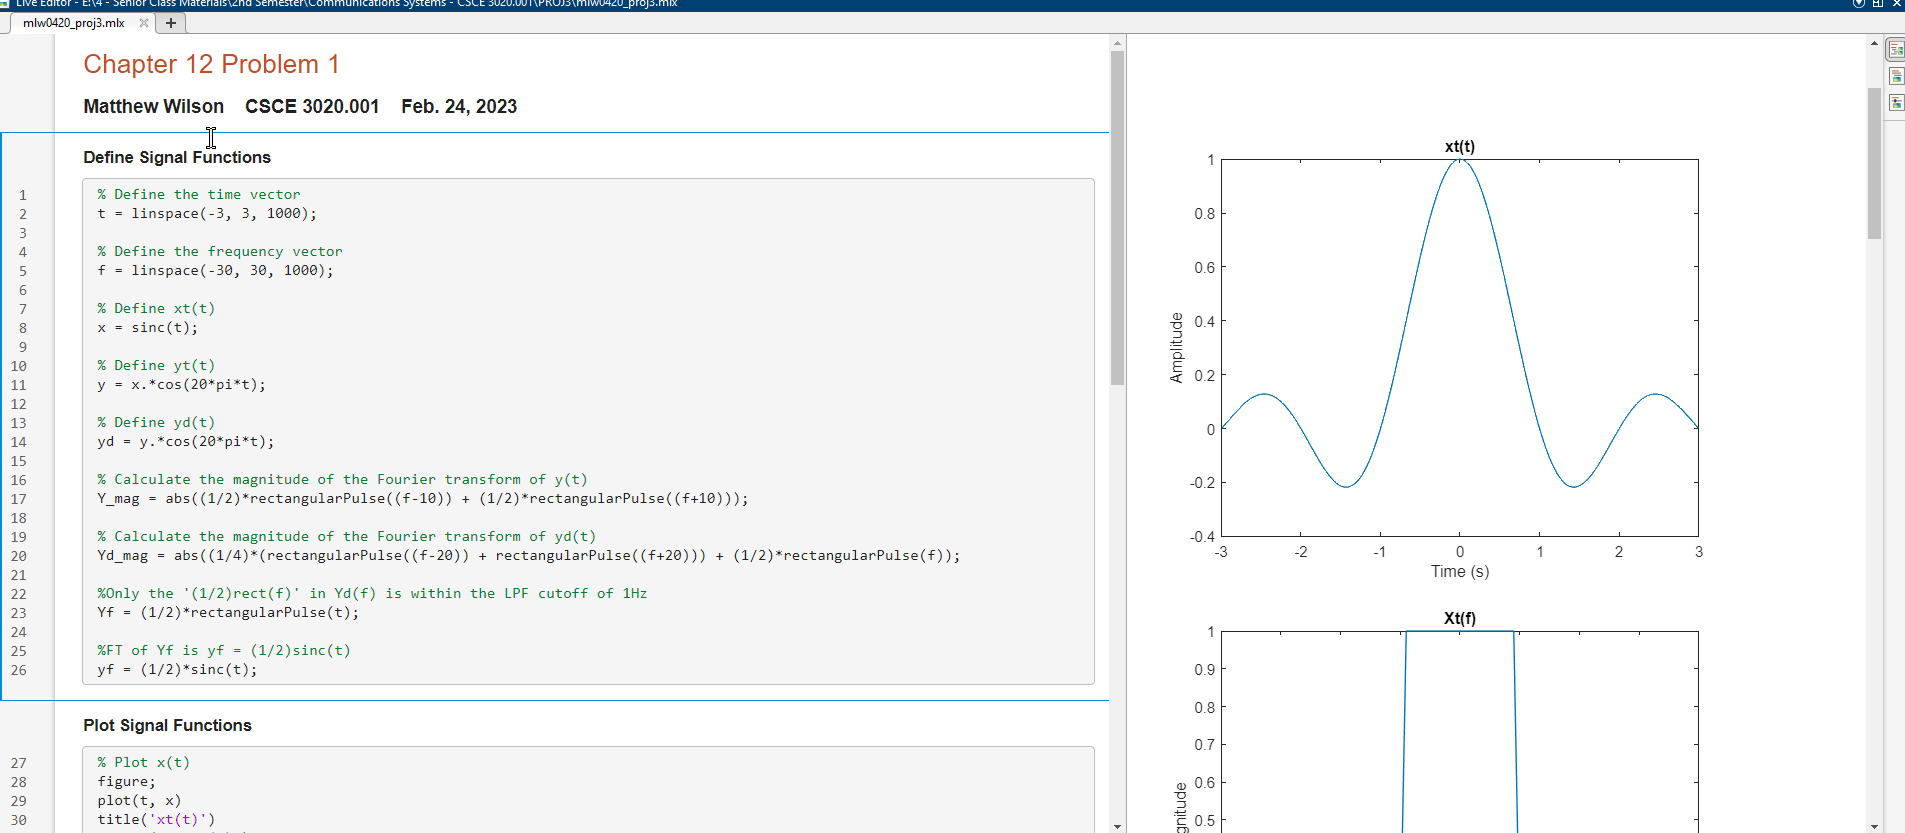 Live Editor - E:\4 - Senior Class Materials\2nd Semester\Communications Systems - CSCE 3020.001\PROJ3\mlw0420_proj3.mlx
mlw0420_proj3.mlx
Chapter 12 Problem 1
Matthew Wilson CSCE 3020.001 Feb. 24, 2023
Define Signal Functions
1 % Define the time vector
2 t = linspace(-3, 3, 1000);
3
4 % Define the frequency vector
5 f = linspace(-30, 30, 1000);
6
7 % Define xt(t)
8 x = sinc(t);
9
10 % Define yt(t)
11 y = x.*cos(20*pi*t);
12
13 % Define yd(t)
14 yd = y.*cos(20*pi*t);
15
16 % Calculate the magnitude of the Fourier transform of y(t)
17 Y_mag = abs((1/2)*rectangularPulse((f-10)) + (1/2)*rectangularPulse((f+10)));
18
19 % Calculate the magnitude of the Fourier transform of yd(t)
20 Yd_mag = abs((1/4)*(rectangularPulse((f-20)) + rectangularPulse((f+20))) + (1/2)*rectangularPulse(f));
21
22 %Only the '(1/2)rect(f)' in Yd(f) is within the LPF cutoff of 1Hz
23 Yf = (1/2)*rectangularPulse(t);
24
25 %FT of Yf is yf = (1/2)sinc(t)
26 yf = (1/2)*sinc(t);
Plot Signal Functions
27 % Plot x(t)
28 figure;
29 plot(t, x)
30 title('xt(t)')
xt(t)
1
0.8
0.6
0.4
0.2
0
-0.2
-0.4
Amplitude
-3 -2 -1 0 1 2 3
Time (s)
Xt(f)
1
0.9
0.8
0.7
0.6
0.5